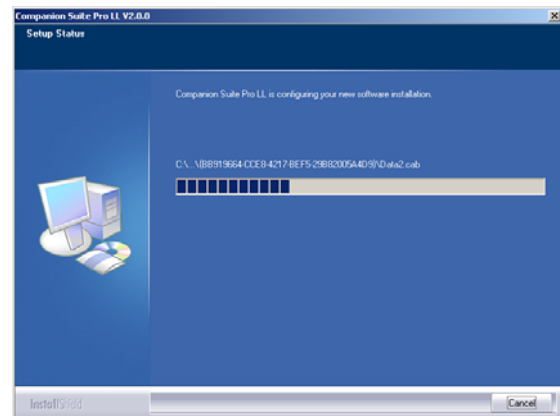 Companion Suite Pro LL V2.0.0
Setup Status
Companion Suite Pro LL is configuring your new software installation.
C:\...\{BB919664-CCE8-4217-BEF5-29B82005A4D9}\Data2.cab
InstallShield
Cancel